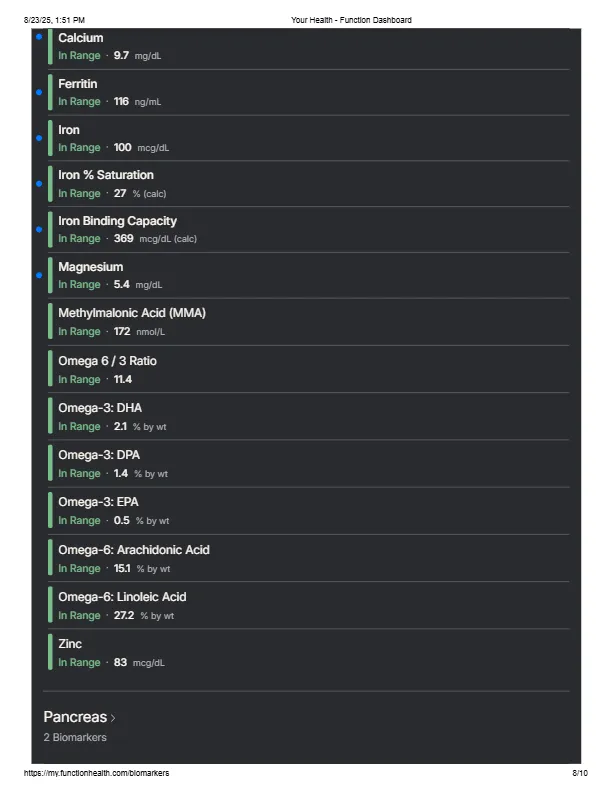 8/23/25, 1:51 PM
Your Health - Function Dashboard
Calcium
In Range · 9.7 mg/dL
Ferritin
In Range · 116 ng/mL
Iron
In Range · 100 mcg/dL
Iron % Saturation
In Range · 27 % (calc)
Iron Binding Capacity
In Range · 369 mcg/dL (calc)
Magnesium
In Range · 5.4 mg/dL
Methylmalonic Acid (MMA)
In Range · 172 nmol/L
Omega 6 / 3 Ratio
In Range · 11.4
Omega-3: DHA
In Range · 2.1 % by wt
Omega-3: DPA
In Range · 1.4 % by wt
Omega-3: EPA
In Range · 0.5 % by wt
Omega-6: Arachidonic Acid
In Range · 15.1 % by wt
Omega-6: Linoleic Acid
In Range · 27.2 % by wt
Zinc
In Range · 83 mcg/dL
Pancreas >
2 Biomarkers
https://my.functionhealth.com/biomarkers
8/10